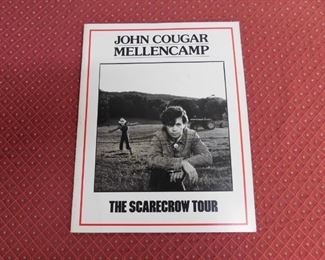 JOHN COUGAR
MELLENCAMP
THE SCARECROW TOUR